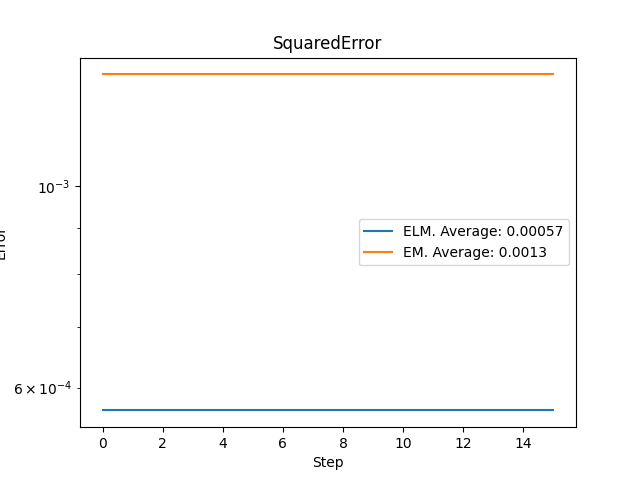 SquaredError
10⁻³
6 × 10⁻⁴
Error
ELM. Average: 0.00057
EM. Average: 0.0013
0 2 4 6 8 10 12 14
Step